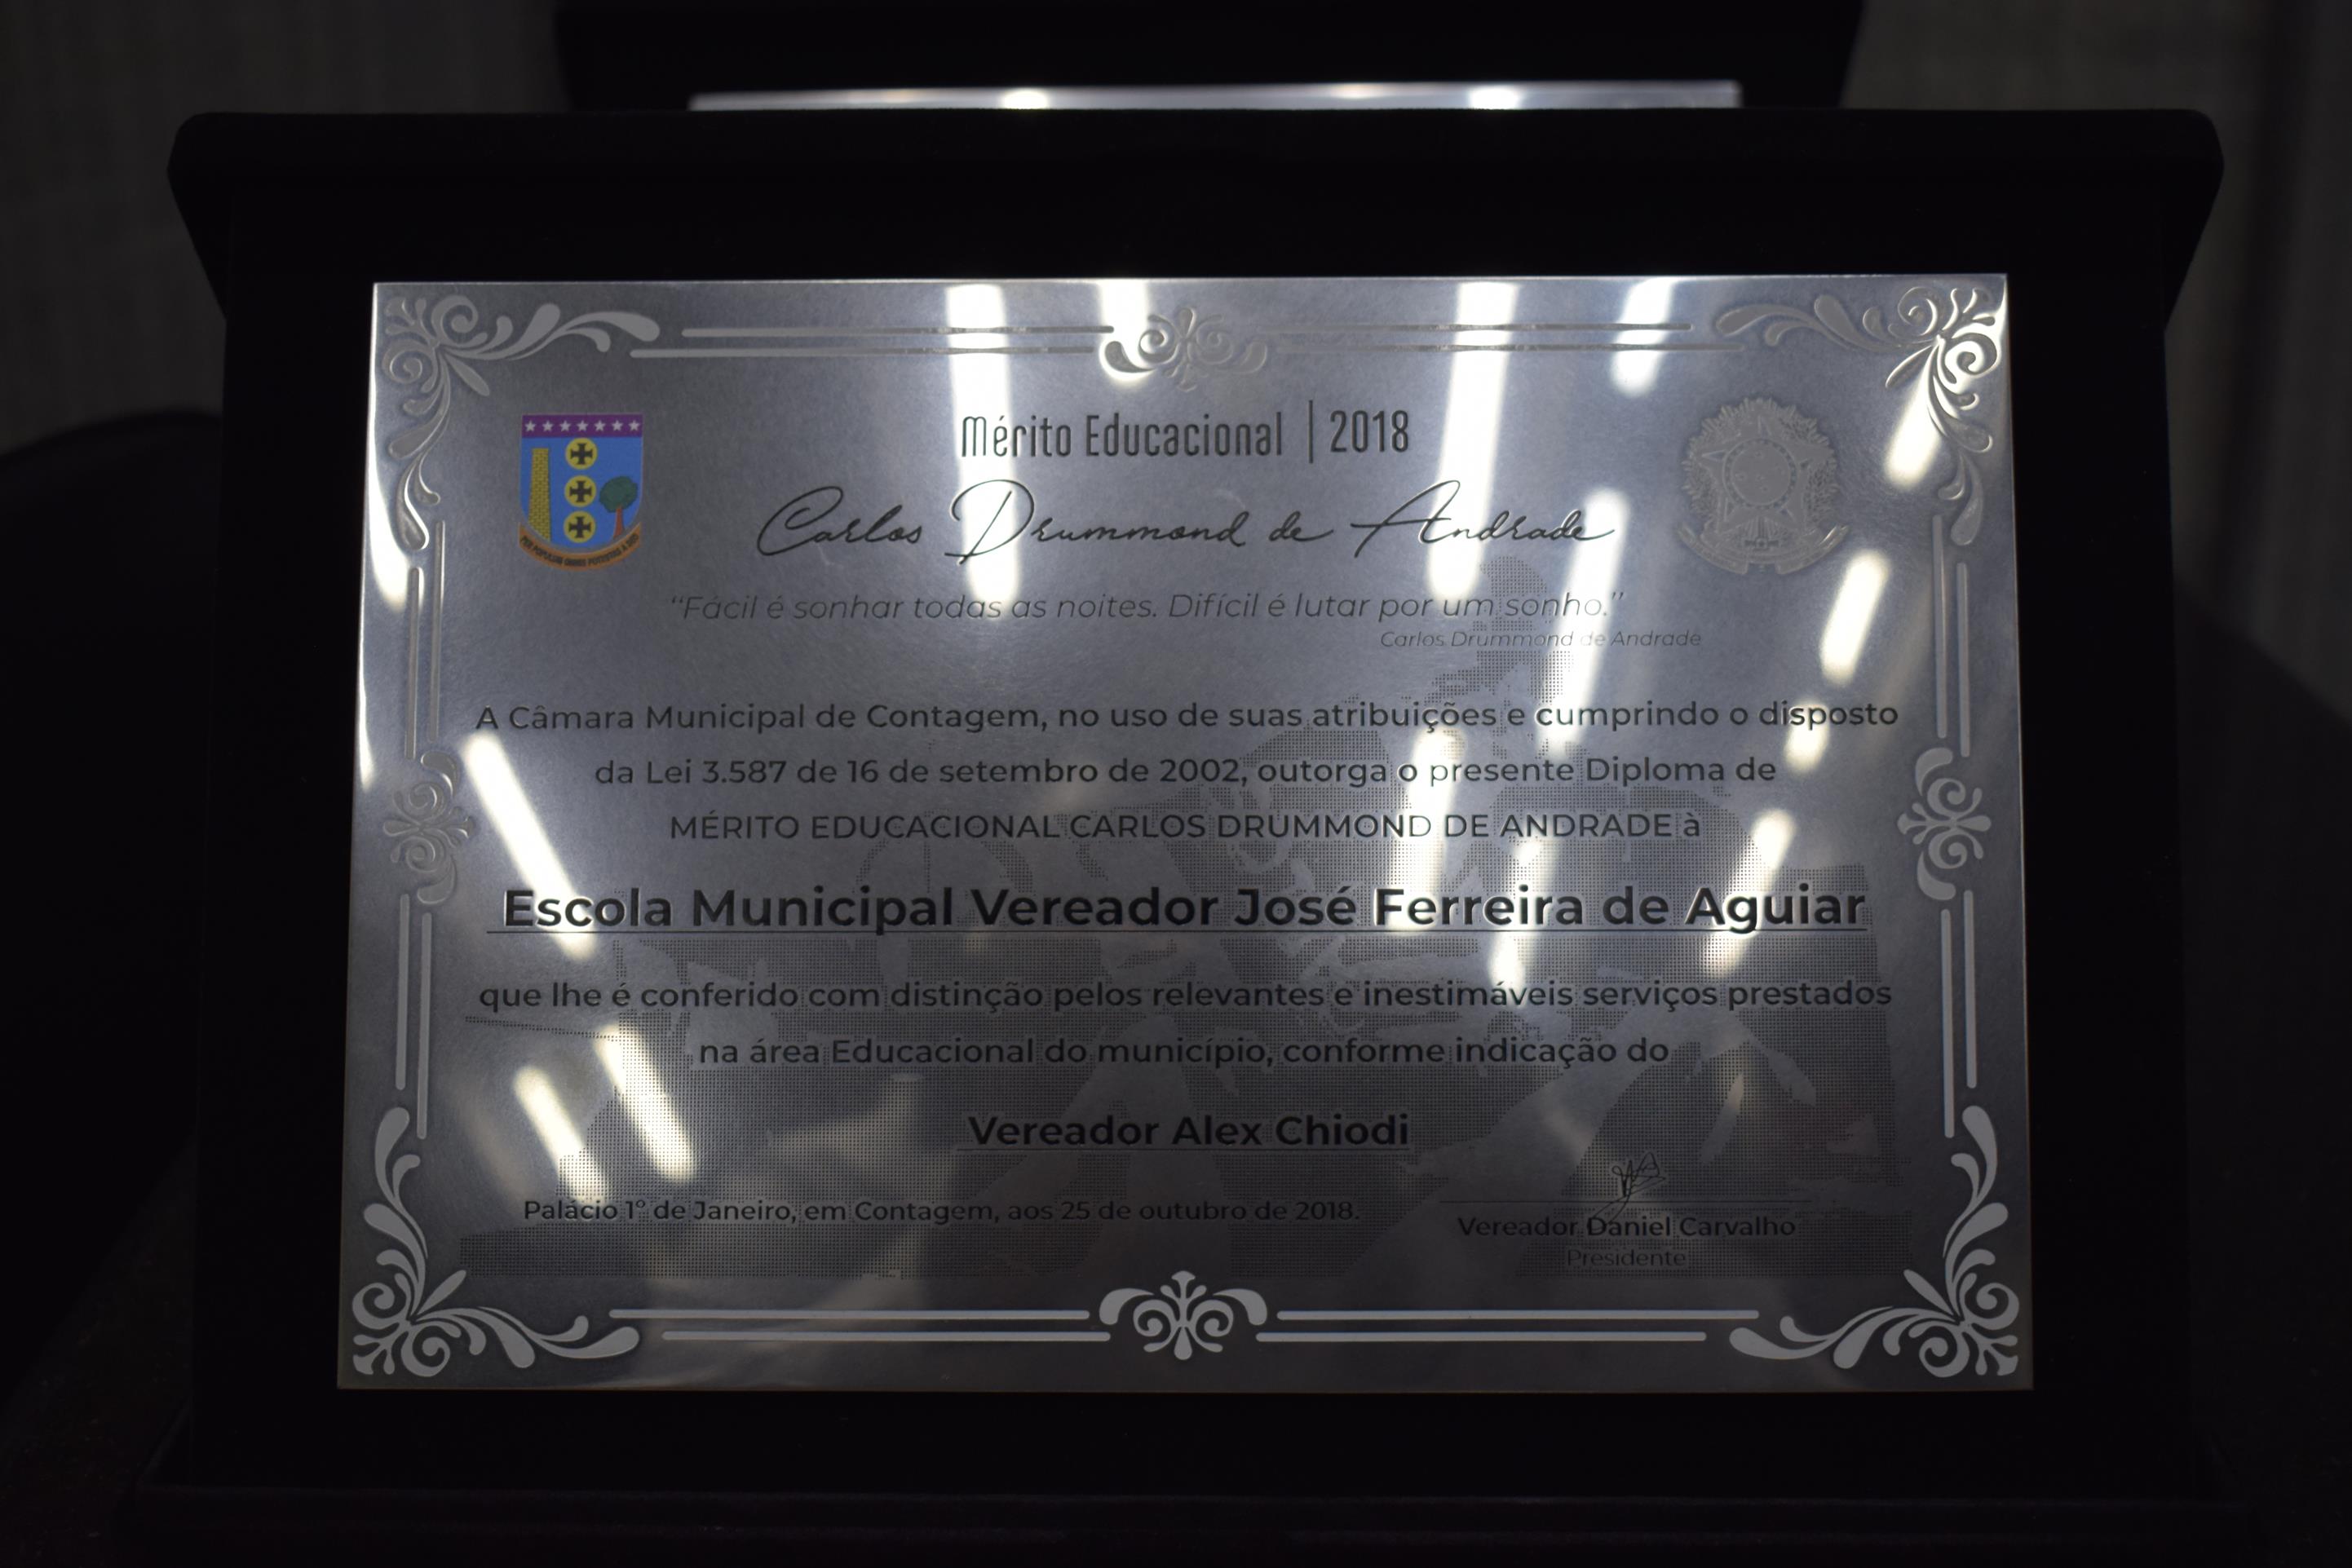 Mérito Educacional | 2018
Carlos Drummond de Andrade
“Fácil é sonhar todas as noites. Difícil é lutar por um sonho.”
Carlos Drummond de Andrade
A Câmara Municipal de Contagem, no uso de suas atribuições e cumprindo o disposto
da Lei 3.587 de 16 de setembro de 2002, outorga o presente Diploma de
MÉRITO EDUCACIONAL CARLOS DRUMMOND DE ANDRADE à
Escola Municipal Vereador José Ferreira de Aguiar
que lhe é conferido com distinção pelos relevantes e inestimáveis serviços prestados
na área Educacional do município, conforme indicação do
Vereador Alex Chiodi
Palácio 1º de Janeiro, em Contagem, aos 25 de outubro de 2018.
Vereador Daniel Carvalho
Presidente